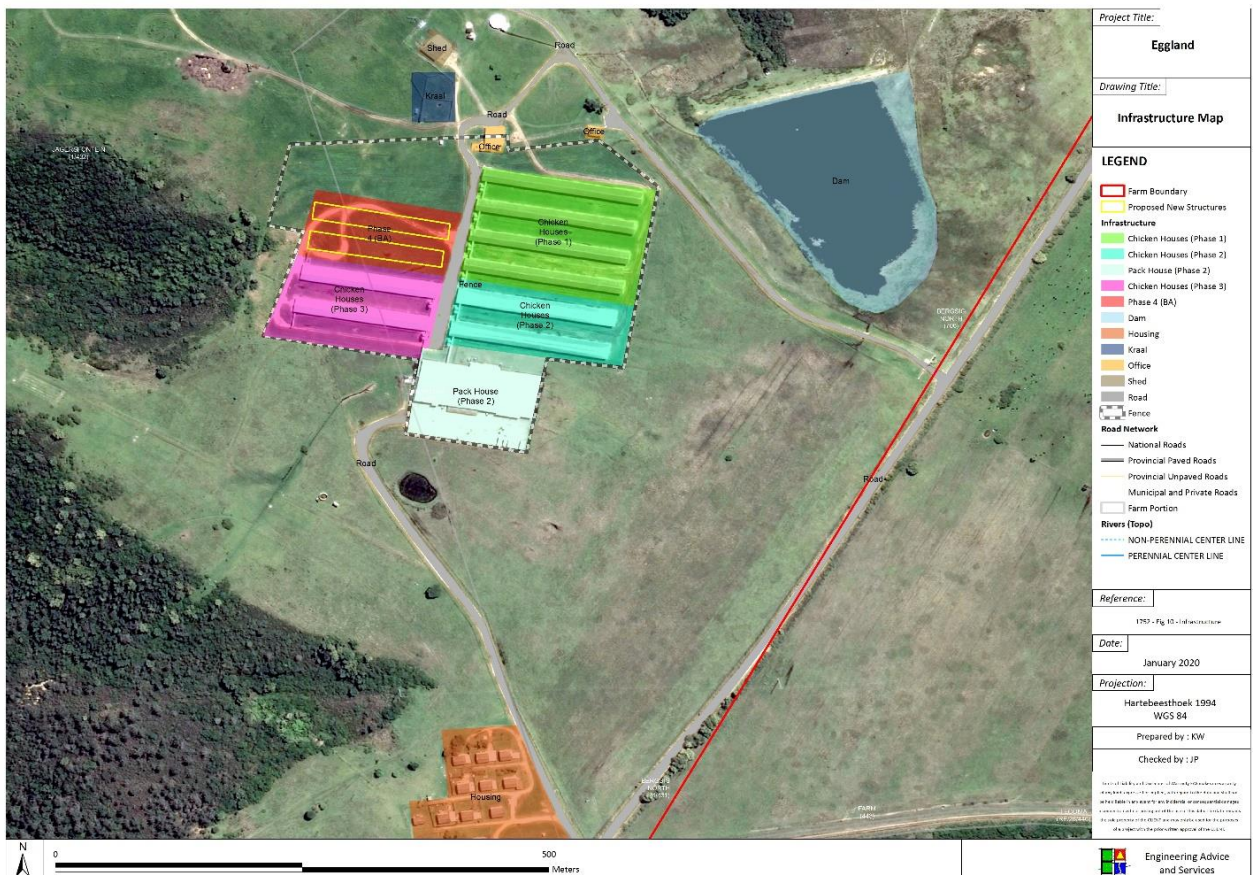 Project Title:
Eggland
Drawing Title:
Infrastructure Map
LEGEND
Farm Boundary
Proposed New Structures
Infrastructure
Chicken Houses (Phase 1)
Chicken Houses (Phase 2)
Pack House (Phase 2)
Chicken Houses (Phase 3)
Phase 4 (BA)
Dam
Housing
Kraal
Office
Shed
Road
Fence
Road Network
National Roads
Provincial Paved Roads
Provincial Unpaved Roads
Municipal and Private Roads
Farm Portion
Rivers (Topo)
NON-PERENNIAL CENTER LINE
PERENNIAL CENTER LINE
Reference:
1752 - Fig 10 - Infrastructure
Date:
January 2020
Projection:
Hartebeesthoek 1994
WGS 84
Prepared by : KW
Checked by : JP
Engineering Advice
and Services
Road
Shed
Kraal
Road
Office
Office
Dam
Chicken
Houses
(Phase 1)
Phase
4 (BA)
Fence
Chicken
Houses
(Phase 3)
Chicken
Houses
(Phase 2)
Pack House
(Phase 2)
Road
Road
Housing
N
0
500
Meters